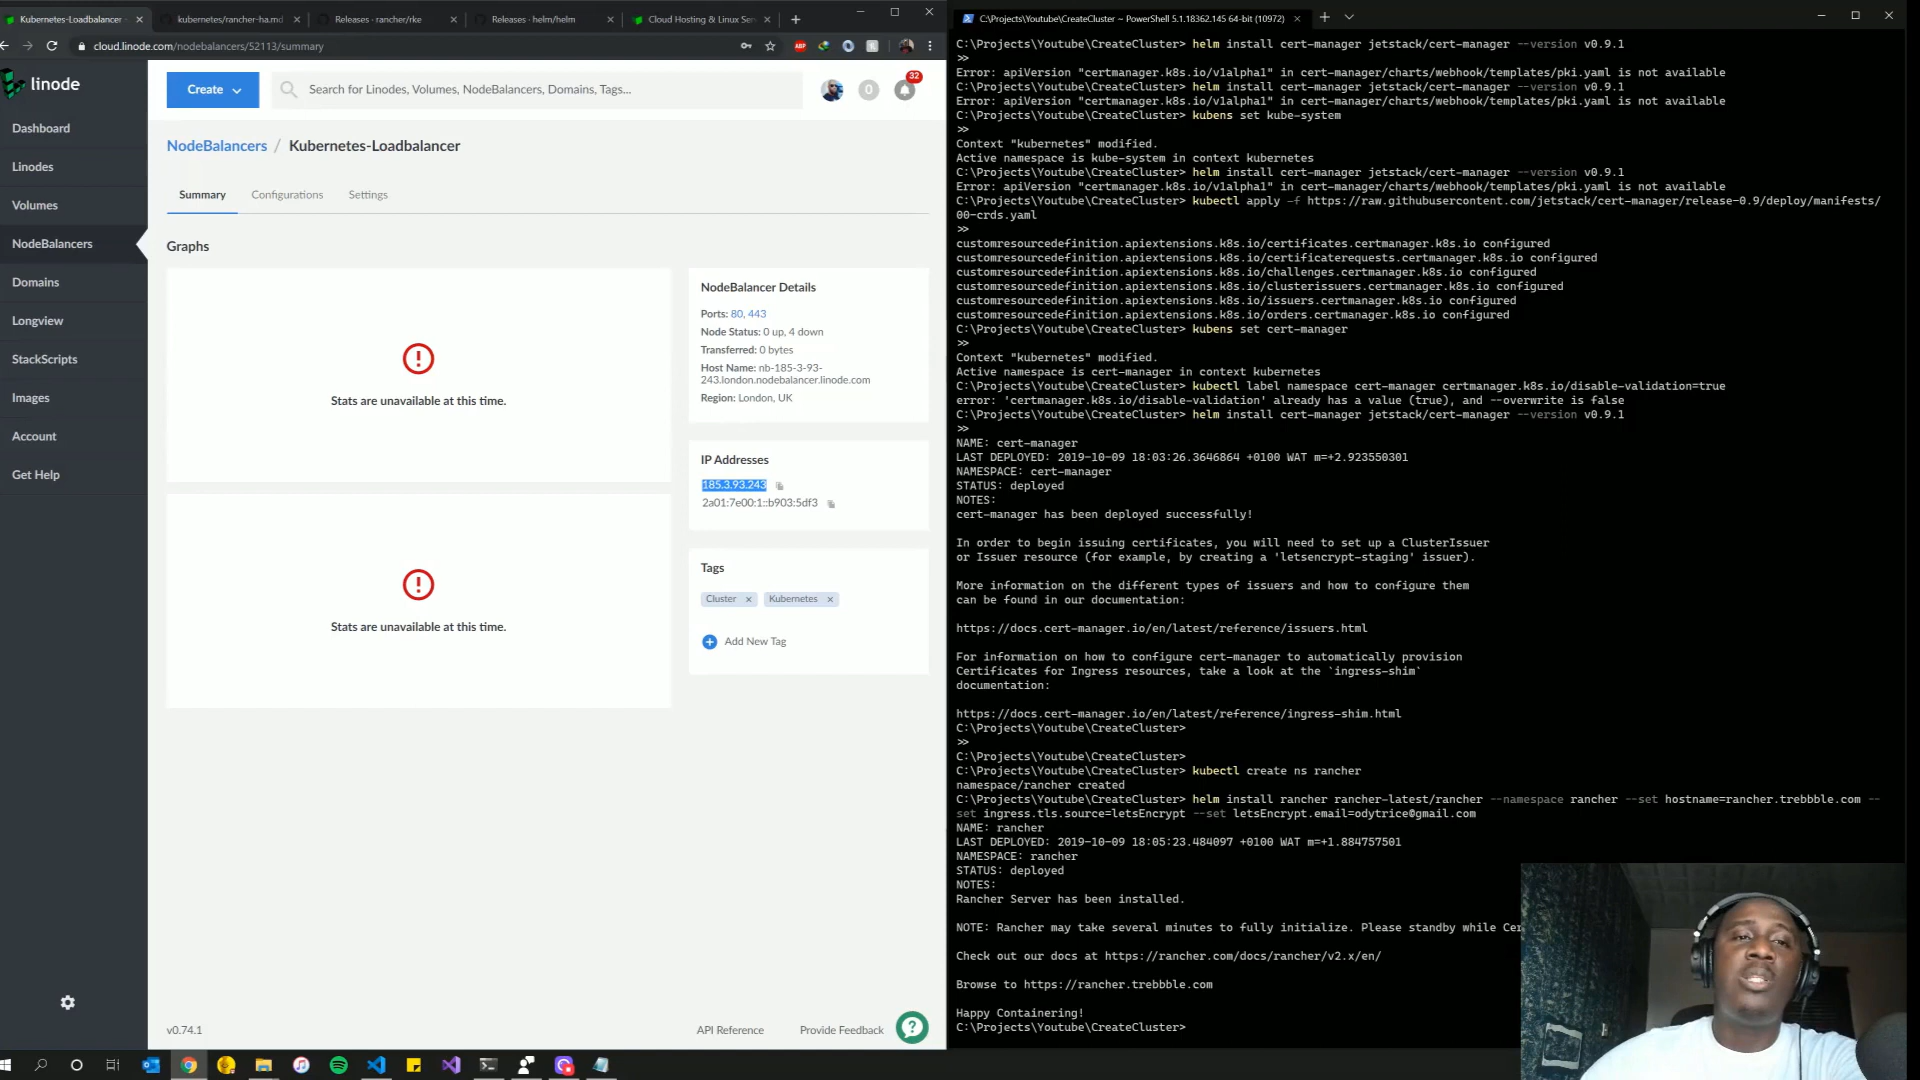 Kubernetes-Loadbalancer
kubernetes/rancher-ha.md
Releases · rancher/rke
Releases · helm/helm
Cloud Hosting & Linux Ser
cloud.linode.com/nodebalancers/52113/summary
ABP
linode
Dashboard
Linodes
Volumes
NodeBalancers
Domains
Longview
StackScripts
Images
Account
Get Help
Create
Search for Linodes, Volumes, NodeBalancers, Domains, Tags...
0
32
NodeBalancers / Kubernetes-Loadbalancer
Summary
Configurations
Settings
Graphs
Stats are unavailable at this time.
Stats are unavailable at this time.
NodeBalancer Details
Ports: 80, 443
Node Status: 0 up, 4 down
Transferred: 0 bytes
Host Name: nb-185-3-93-
243.london.nodebalancer.linode.com
Region: London, UK
IP Addresses
185.3.93.243
2a01:7e00:1::b903:5df3
Tags
Cluster ×
Kubernetes ×
Add New Tag
v0.74.1
API Reference
Provide Feedback
C:\Projects\Youtube\CreateCluster ~ PowerShell 5.1.18362.145 64-bit (10972)
C:\Projects\Youtube\CreateCluster> helm install cert-manager jetstack/cert-manager --version v0.9.1
>>
Error: apiVersion "certmanager.k8s.io/v1alpha1" in cert-manager/charts/webhook/templates/pki.yaml is not available
C:\Projects\Youtube\CreateCluster> helm install cert-manager jetstack/cert-manager --version v0.9.1
Error: apiVersion "certmanager.k8s.io/v1alpha1" in cert-manager/charts/webhook/templates/pki.yaml is not available
C:\Projects\Youtube\CreateCluster> kubens set kube-system
>>
Context "kubernetes" modified.
Active namespace is kube-system in context kubernetes
C:\Projects\Youtube\CreateCluster> helm install cert-manager jetstack/cert-manager --version v0.9.1
Error: apiVersion "certmanager.k8s.io/v1alpha1" in cert-manager/charts/webhook/templates/pki.yaml is not available
C:\Projects\Youtube\CreateCluster> kubectl apply -f https://raw.githubusercontent.com/jetstack/cert-manager/release-0.9/deploy/manifests/
00-crds.yaml
>>
customresourcedefinition.apiextensions.k8s.io/certificates.certmanager.k8s.io configured
customresourcedefinition.apiextensions.k8s.io/certificaterequests.certmanager.k8s.io configured
customresourcedefinition.apiextensions.k8s.io/challenges.certmanager.k8s.io configured
customresourcedefinition.apiextensions.k8s.io/clusterissuers.certmanager.k8s.io configured
customresourcedefinition.apiextensions.k8s.io/issuers.certmanager.k8s.io configured
customresourcedefinition.apiextensions.k8s.io/orders.certmanager.k8s.io configured
C:\Projects\Youtube\CreateCluster> kubens set cert-manager
>>
Context "kubernetes" modified.
Active namespace is cert-manager in context kubernetes
C:\Projects\Youtube\CreateCluster> kubectl label namespace cert-manager certmanager.k8s.io/disable-validation=true
error: 'certmanager.k8s.io/disable-validation' already has a value (true), and --overwrite is false
C:\Projects\Youtube\CreateCluster> helm install cert-manager jetstack/cert-manager --version v0.9.1
>>
NAME: cert-manager
LAST DEPLOYED: 2019-10-09 18:03:26.3646864 +0100 WAT m=+2.923550301
NAMESPACE: cert-manager
STATUS: deployed
NOTES:
cert-manager has been deployed successfully!
In order to begin issuing certificates, you will need to set up a ClusterIssuer
or Issuer resource (for example, by creating a 'letsencrypt-staging' issuer).
More information on the different types of issuers and how to configure them
can be found in our documentation:
https://docs.cert-manager.io/en/latest/reference/issuers.html
For information on how to configure cert-manager to automatically provision
Certificates for Ingress resources, take a look at the `ingress-shim`
documentation:
https://docs.cert-manager.io/en/latest/reference/ingress-shim.html
C:\Projects\Youtube\CreateCluster>
>>
C:\Projects\Youtube\CreateCluster>
C:\Projects\Youtube\CreateCluster> kubectl create ns rancher
namespace/rancher created
C:\Projects\Youtube\CreateCluster> helm install rancher rancher-latest/rancher --namespace rancher --set hostname=rancher.trebbble.com --
set ingress.tls.source=letsEncrypt --set letsEncrypt.email=odytrice@gmail.com
NAME: rancher
LAST DEPLOYED: 2019-10-09 18:05:23.484097 +0100 WAT m=+1.884757501
NAMESPACE: rancher
STATUS: deployed
NOTES:
Rancher Server has been installed.
NOTE: Rancher may take several minutes to fully initialize. Please standby while Cer
Check out our docs at https://rancher.com/docs/rancher/v2.x/en/
Browse to https://rancher.trebbble.com
Happy Containering!
C:\Projects\Youtube\CreateCluster>